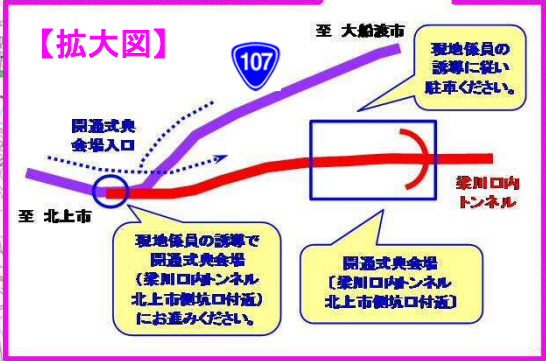 【拡大図】
至 大船渡市
107
現地係員の
誘導に従い
駐車ください。
開通式典
会場入口
梁川口内
トンネル
至 北上市
現地係員の誘導で
開通式典会場
（梁川口内トンネル
北上市側坑口付近）
にお進みください。
開通式典会場
〔梁川口内トンネル
北上市側坑口付近〕